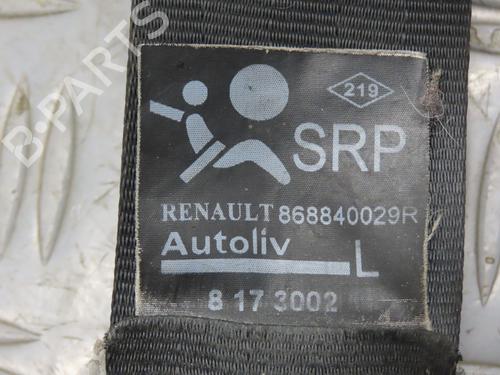 219
SRP
RENAULT 868840029R
Autoliv
L
8 17 3002
B-PARTS